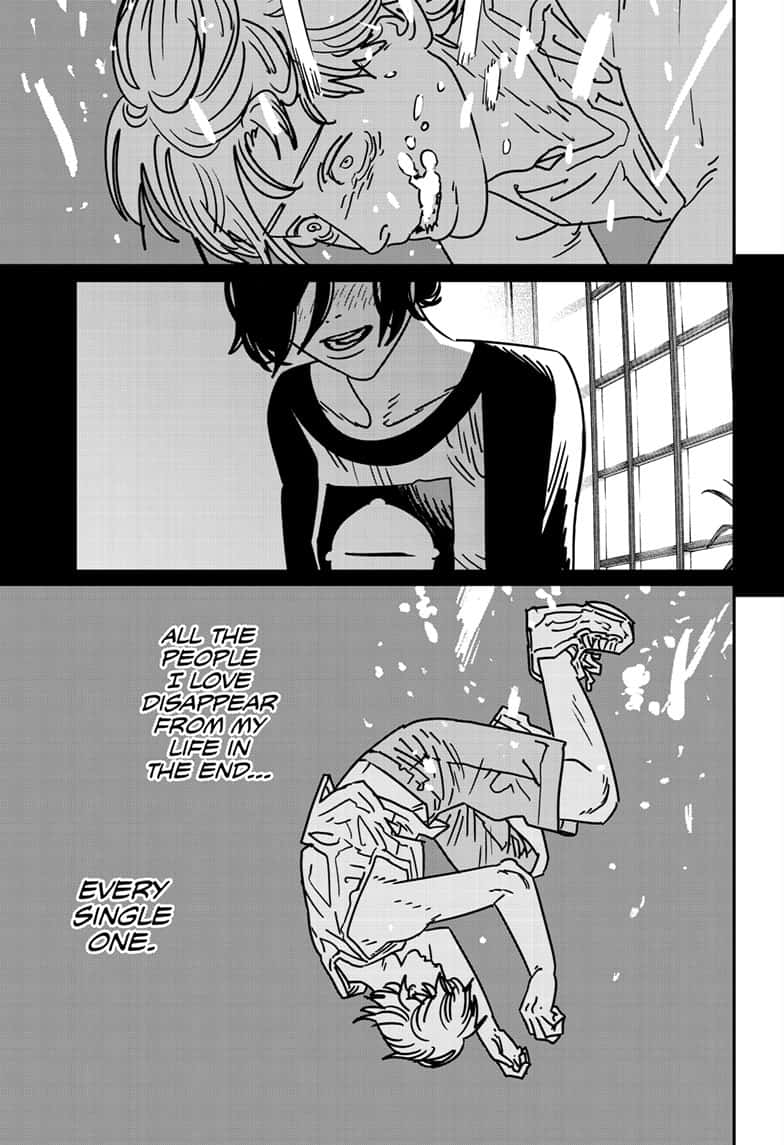 ALL THE
PEOPLE
I LOVE
DISAPPEAR
FROM MY
LIFE IN
THE END...
EVERY
SINGLE
ONE.